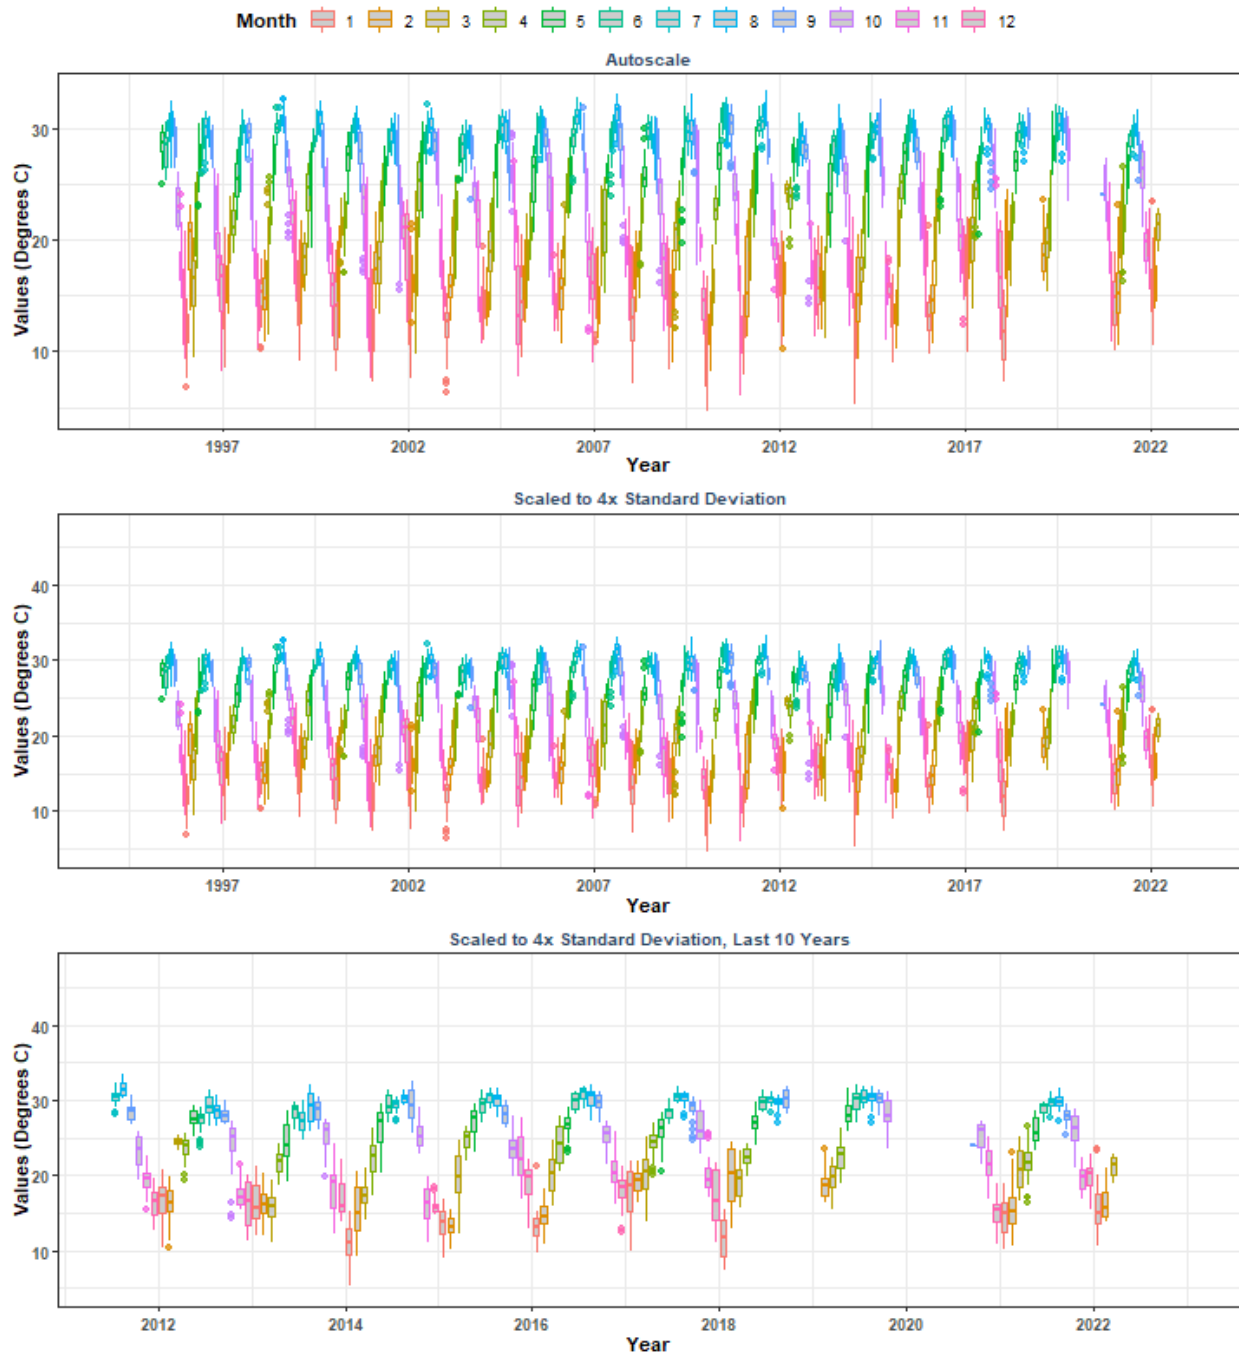 Month 1 2 3 4 5 6 7 8 9 10 11 12
Autoscale
Values (Degrees C)
30
20
10
1997 2002 2007 2012 2017 2022
Year
Scaled to 4x Standard Deviation
Values (Degrees C)
40
30
20
10
1997 2002 2007 2012 2017 2022
Year
Scaled to 4x Standard Deviation, Last 10 Years
Values (Degrees C)
40
30
20
10
2012 2014 2016 2018 2020 2022
Year